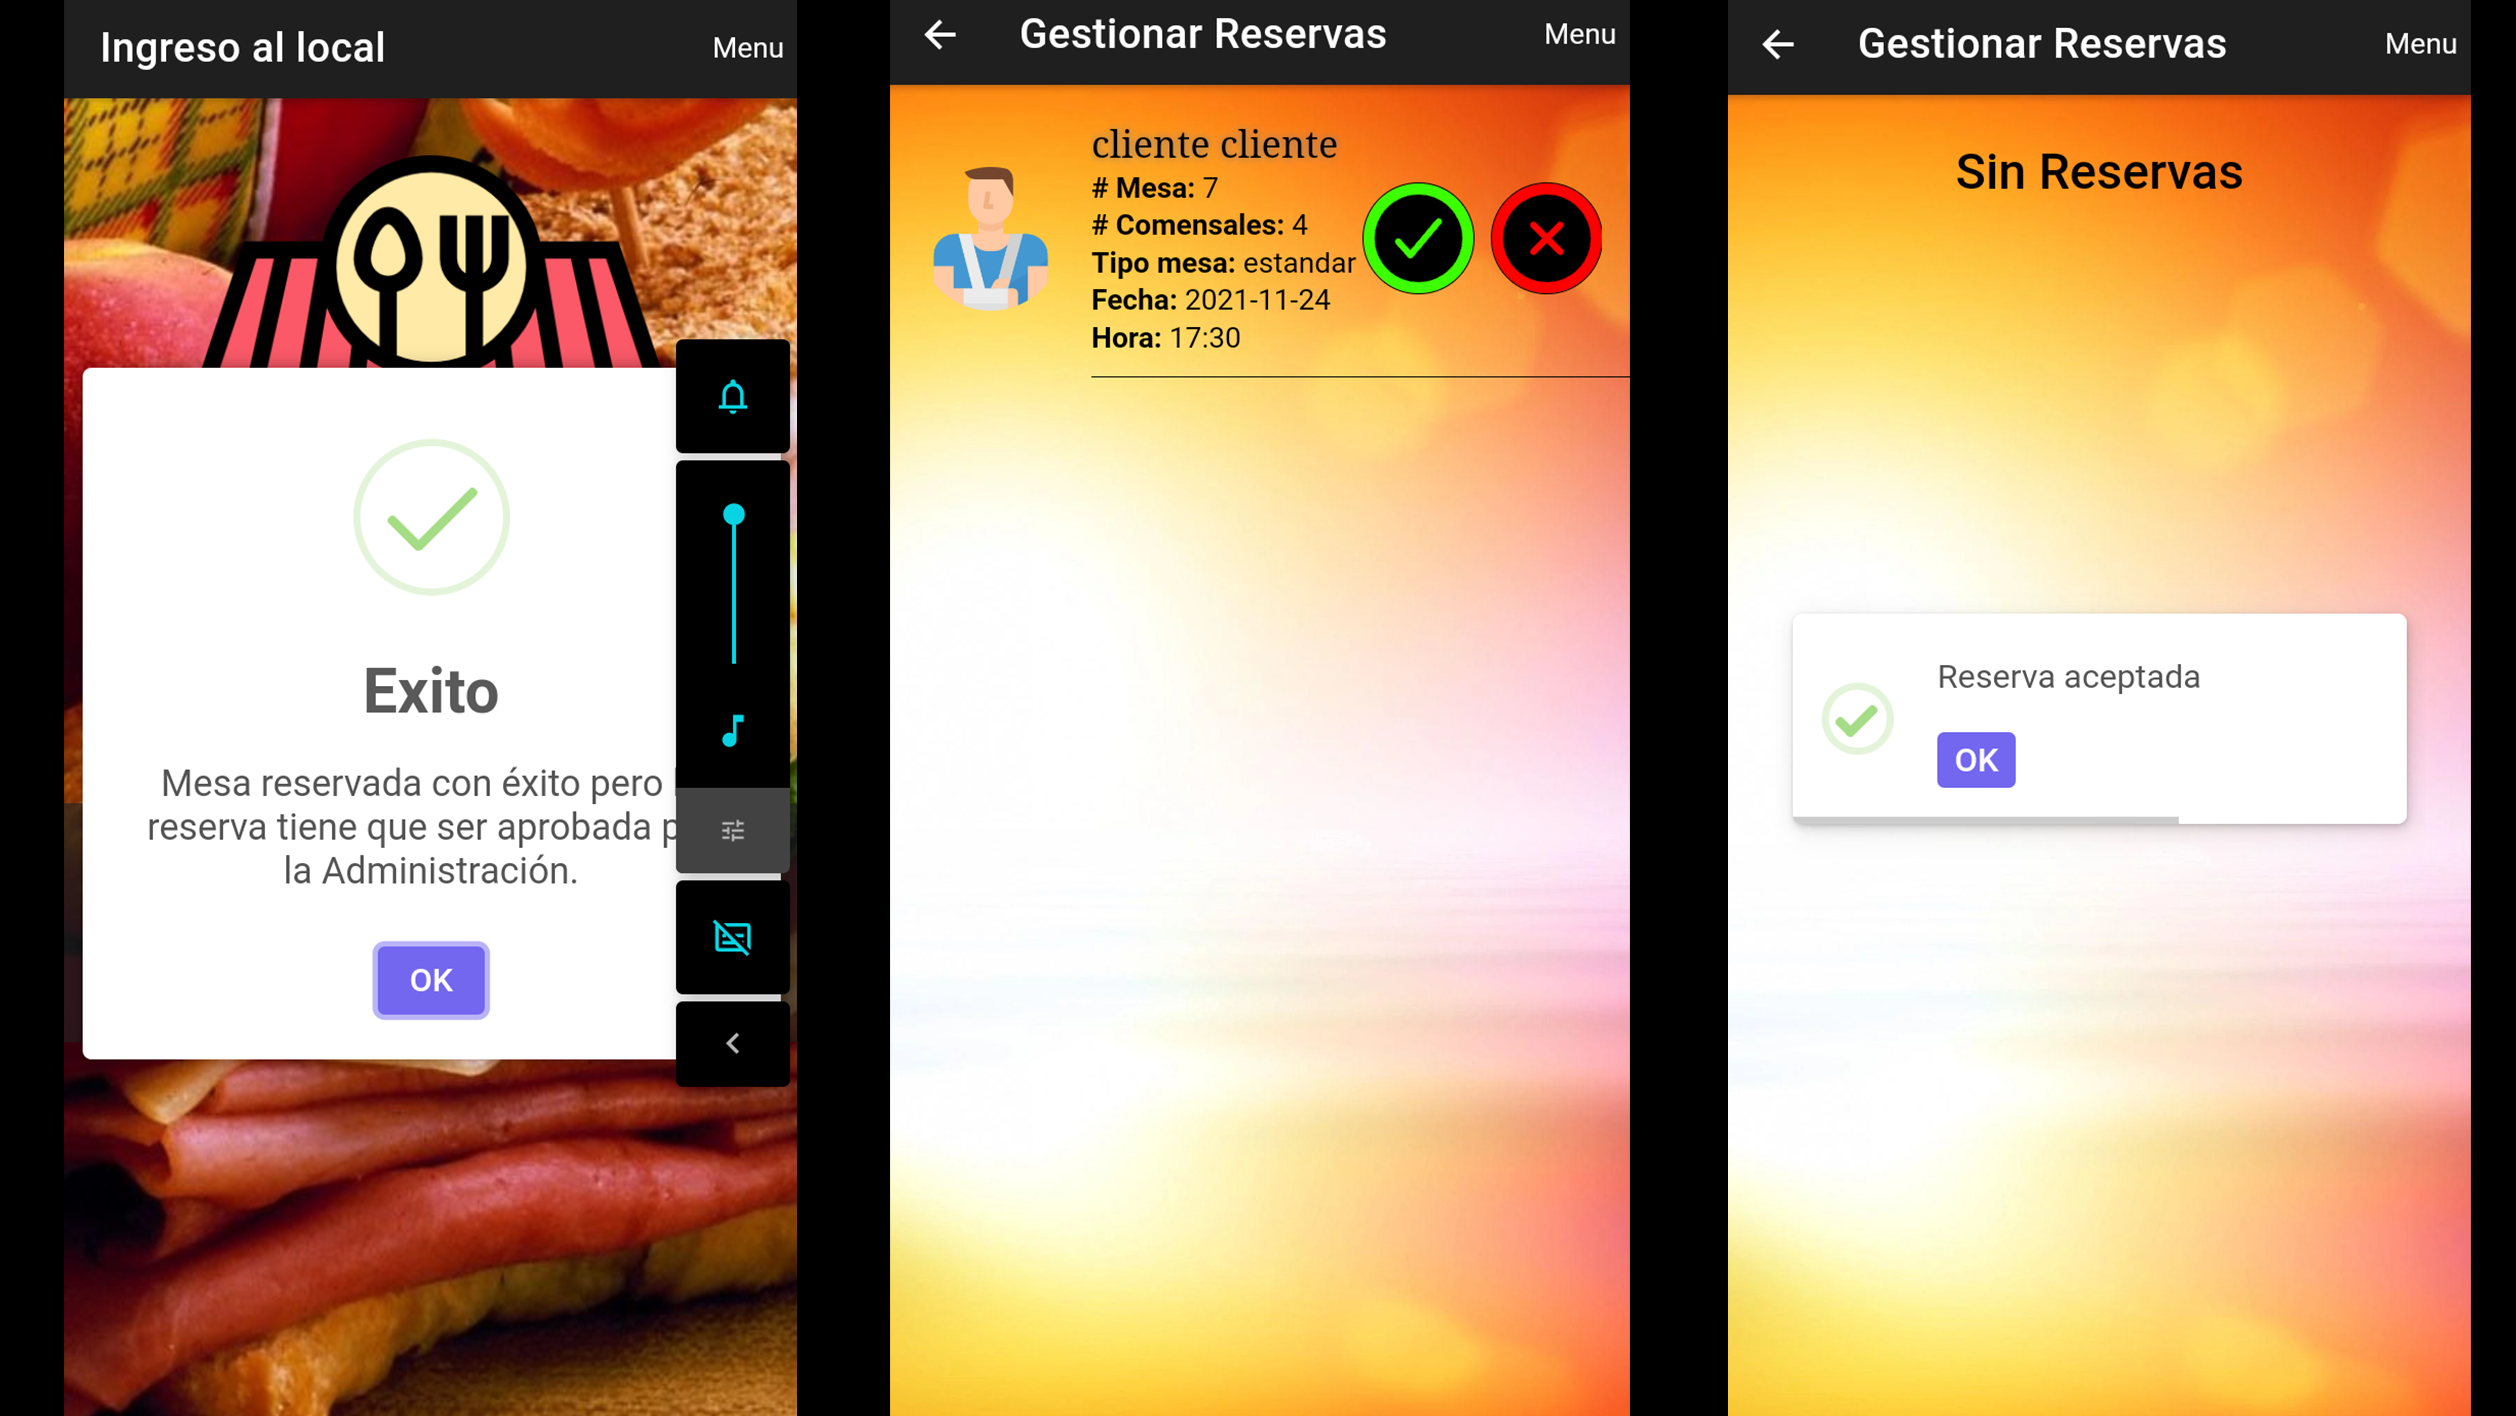 Ingreso al local
Menu
Exito
Mesa reservada con éxito pero
reserva tiene que ser aprobada
la Administración.
OK
Gestionar Reservas
Menu
cliente cliente
# Mesa: 7
# Comensales: 4
Tipo mesa: estandar
Fecha: 2021-11-24
Hora: 17:30
Gestionar Reservas
Menu
Sin Reservas
Reserva aceptada
OK